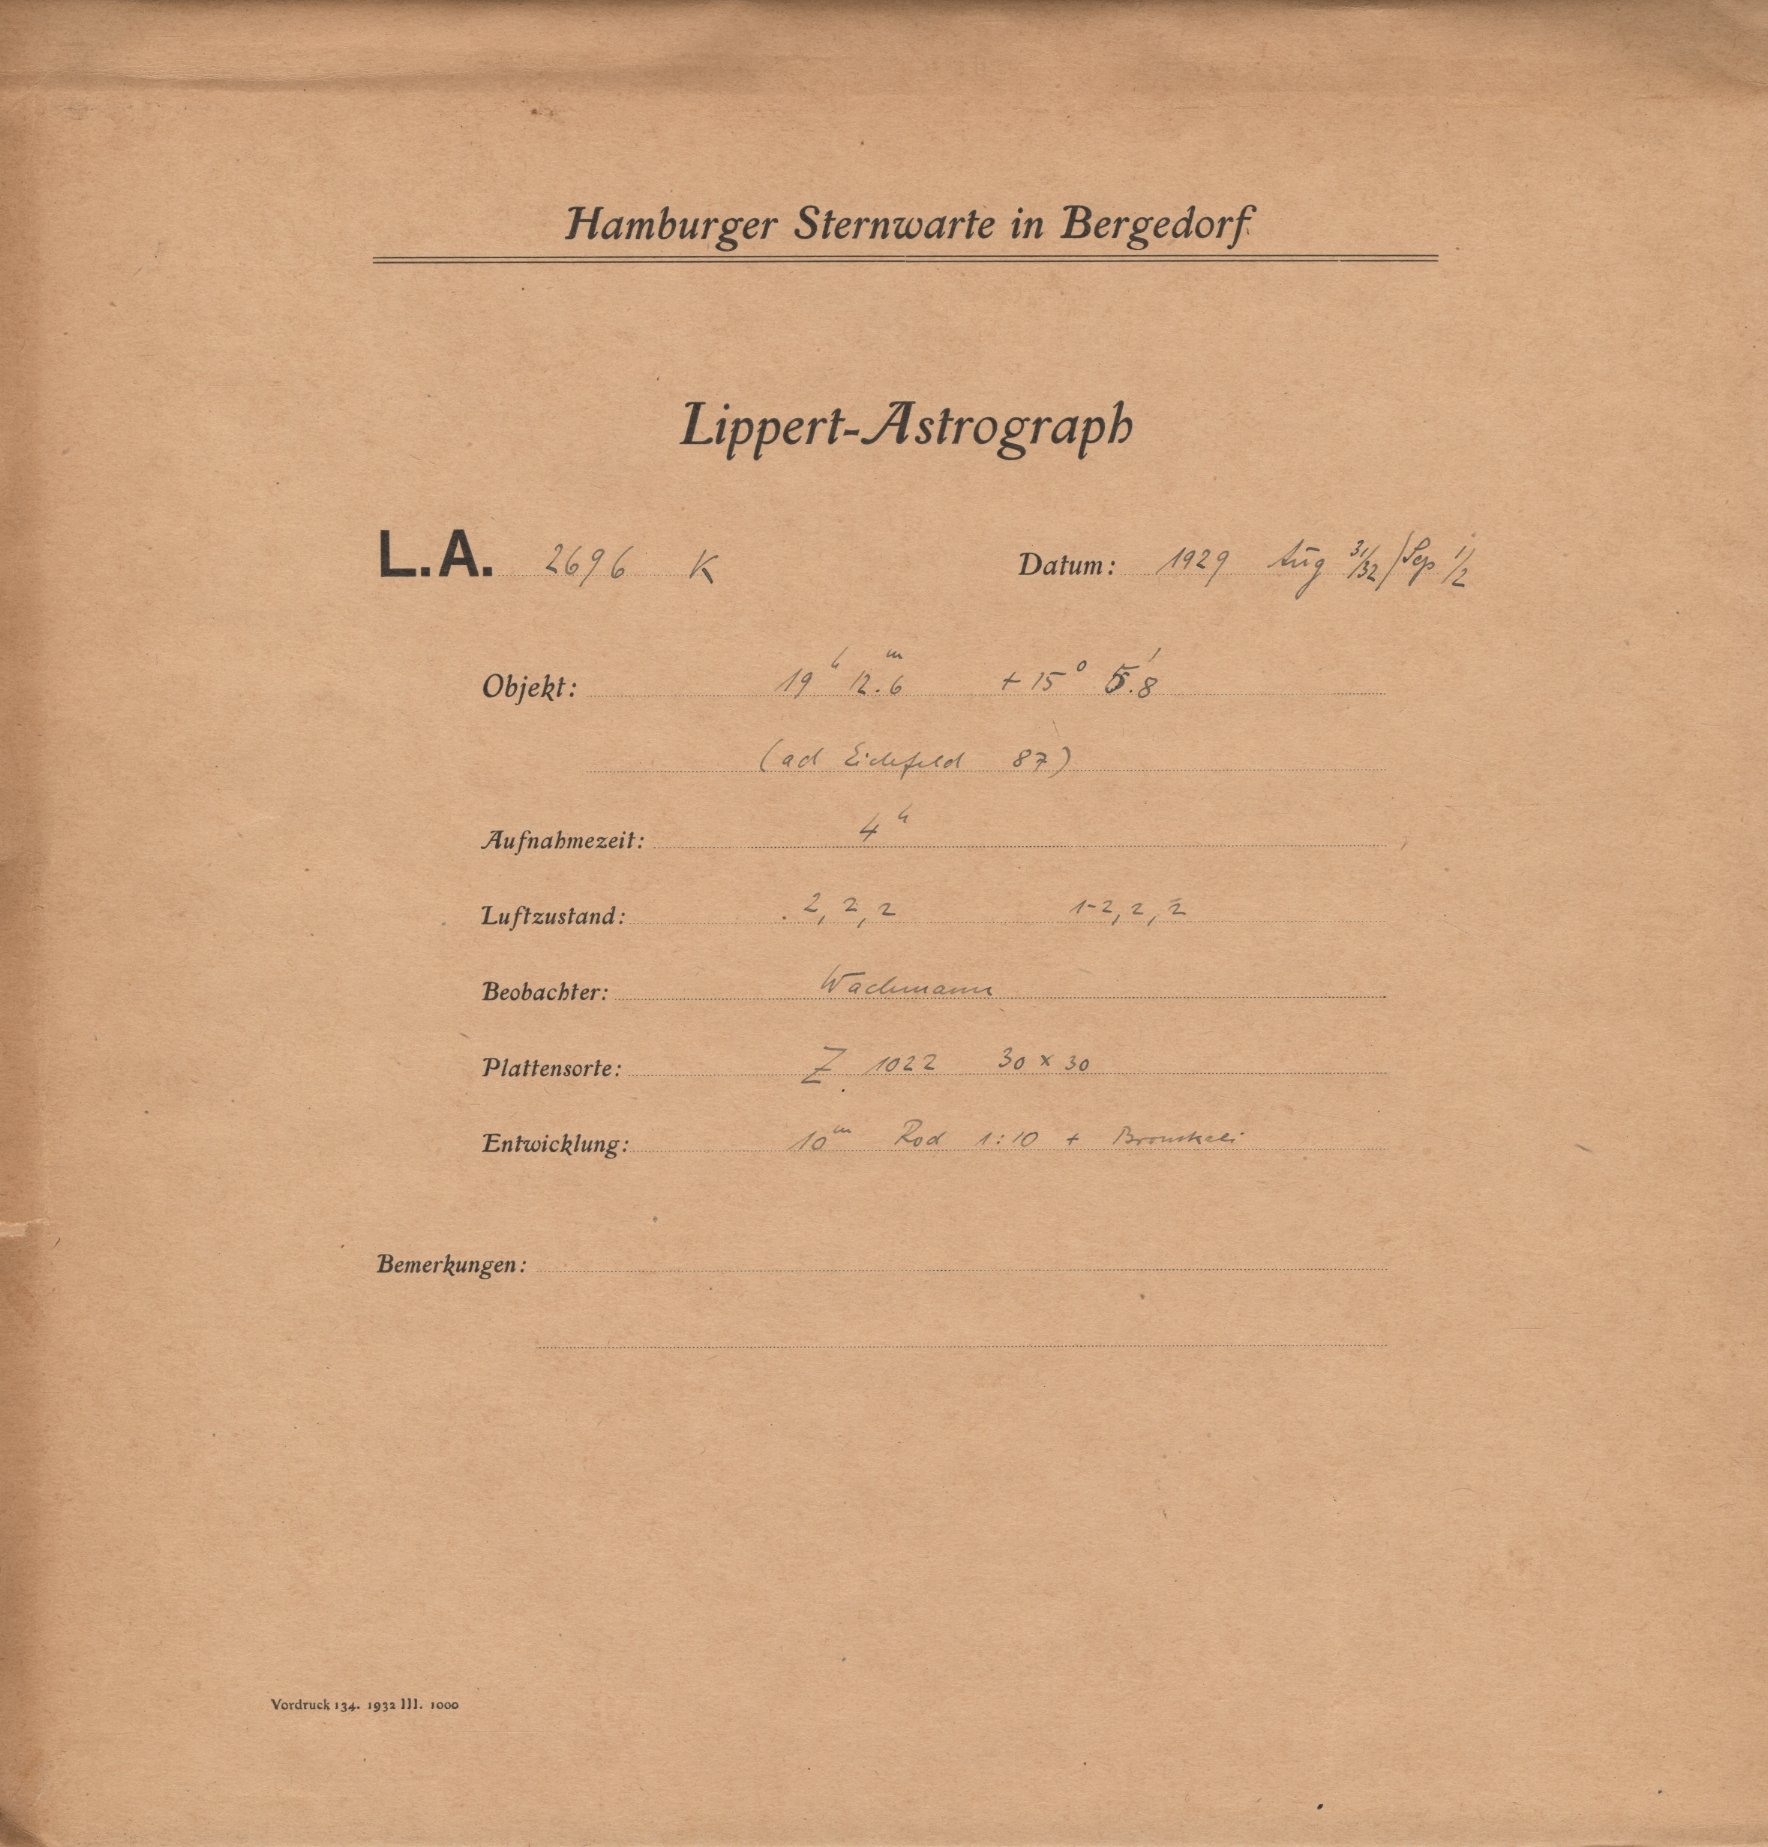 Hamburger Sternwarte in Bergedorf
Lippert-Astrograph
L.A. 2696 K Datum: 1929 Aug 31/32 / Sep 1/2
Objekt: 19h 12.6m +15° 5.8'
(ad Eichfeld 87)
Aufnahmezeit: 4h
Luftzustand: 2, 2, 2 1-2, 2, 2
Beobachter: Wachmann
Plattensorte: Z 1022 30 x 30
Entwicklung: 10m Rod 1:10 + Bromkali
Bemerkungen:
Vordruck 134. 1932 III. 1000